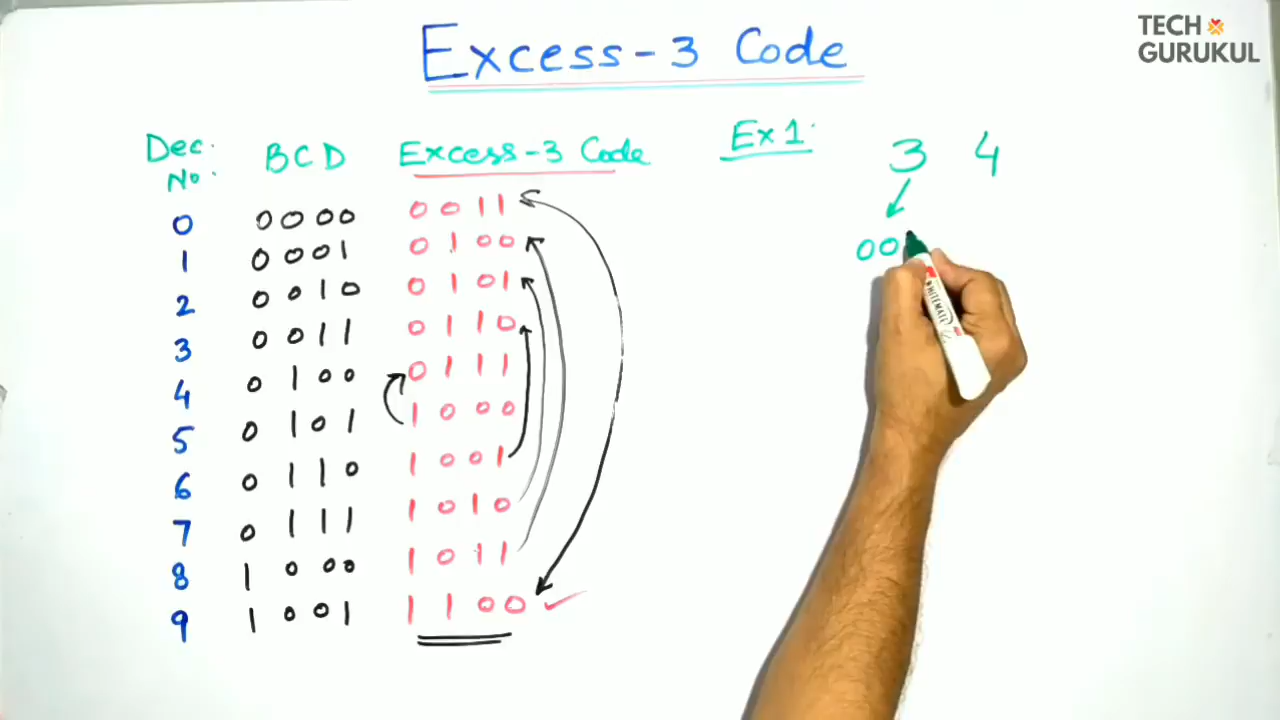 TECH
GURUKUL
Excess-3 Code
Dec. No. BCD Excess-3 Code
0 0000 0011
1 0001 0100
2 0010 0101
3 0011 0110
4 0100 0111
5 0101 1000
6 0110 1001
7 0111 1010
8 1000 1011
9 1001 1100
Ex 1:
3 4
00